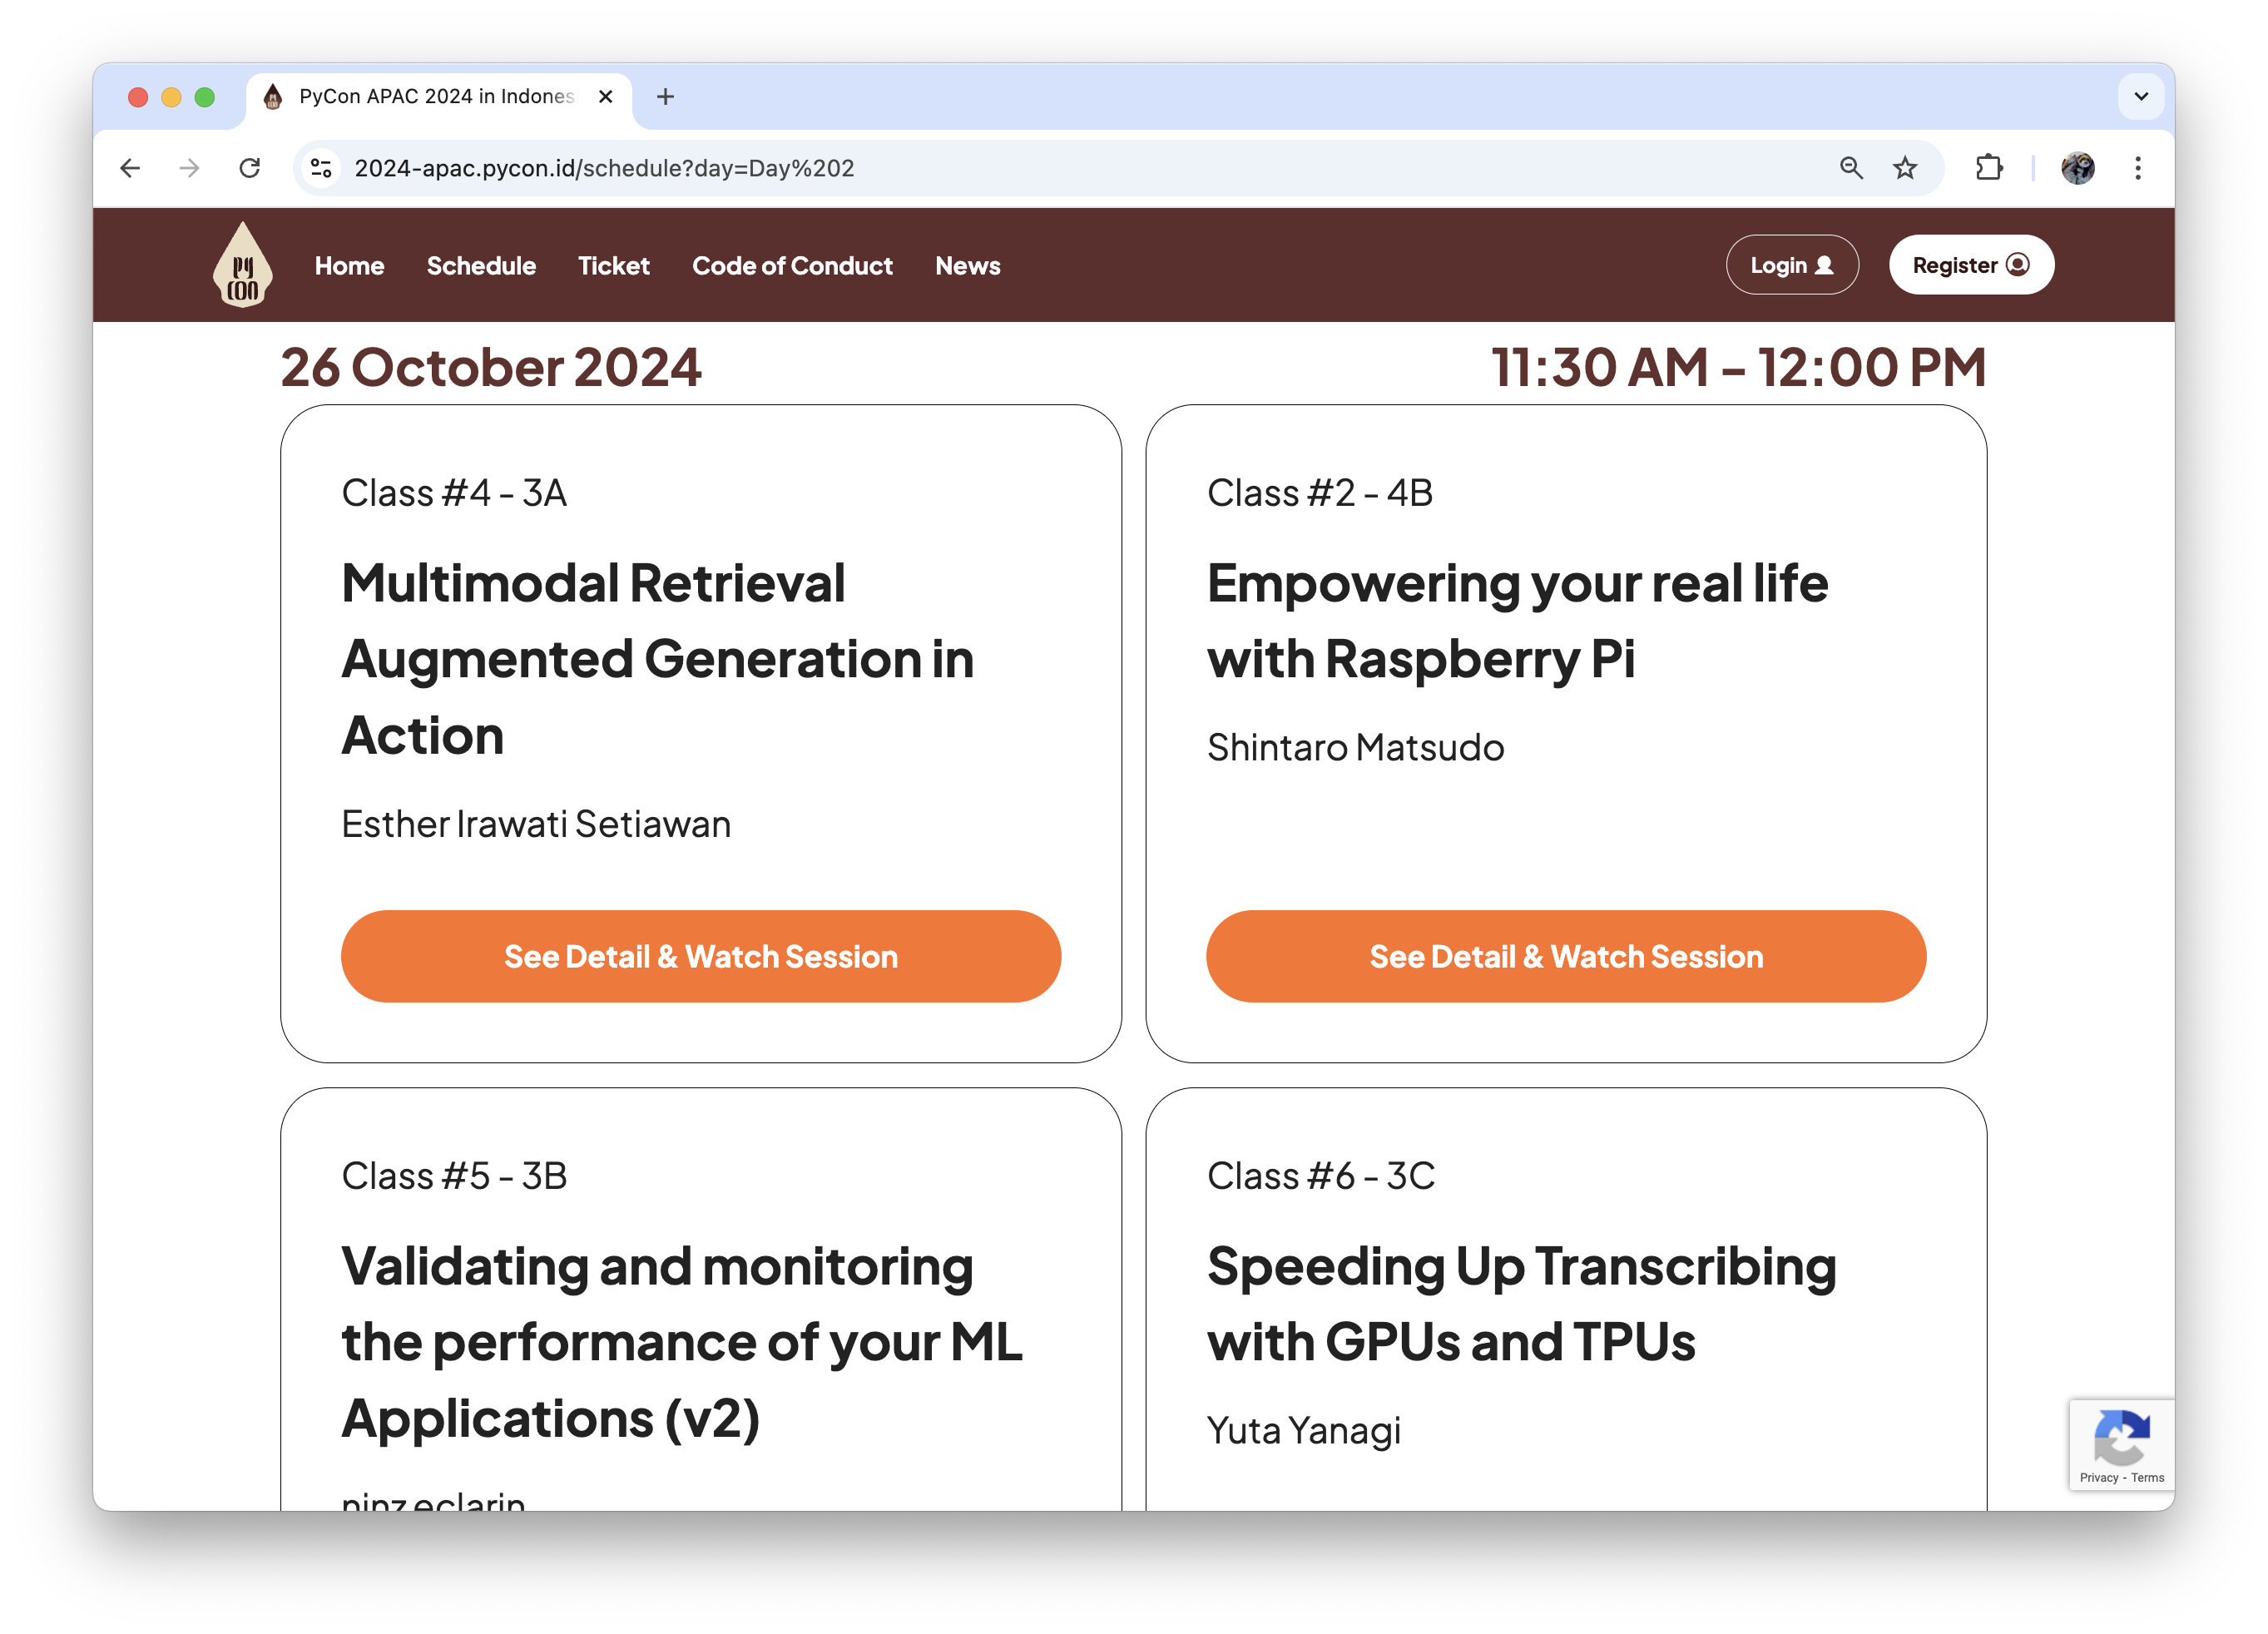 PyCon APAC 2024 in Indones
2024-apac.pycon.id/schedule?day=Day%202
PY
CON
Home
Schedule
Ticket
Code of Conduct
News
Login
Register
26 October 2024
11:30 AM – 12:00 PM
Class #4 - 3A
Multimodal Retrieval
Augmented Generation in
Action
Esther Irawati Setiawan
See Detail & Watch Session
Class #2 - 4B
Empowering your real life
with Raspberry Pi
Shintaro Matsudo
See Detail & Watch Session
Class #5 - 3B
Validating and monitoring
the performance of your ML
Applications (v2)
ninz eclarin
Class #6 - 3C
Speeding Up Transcribing
with GPUs and TPUs
Yuta Yanagi
Privacy - Terms